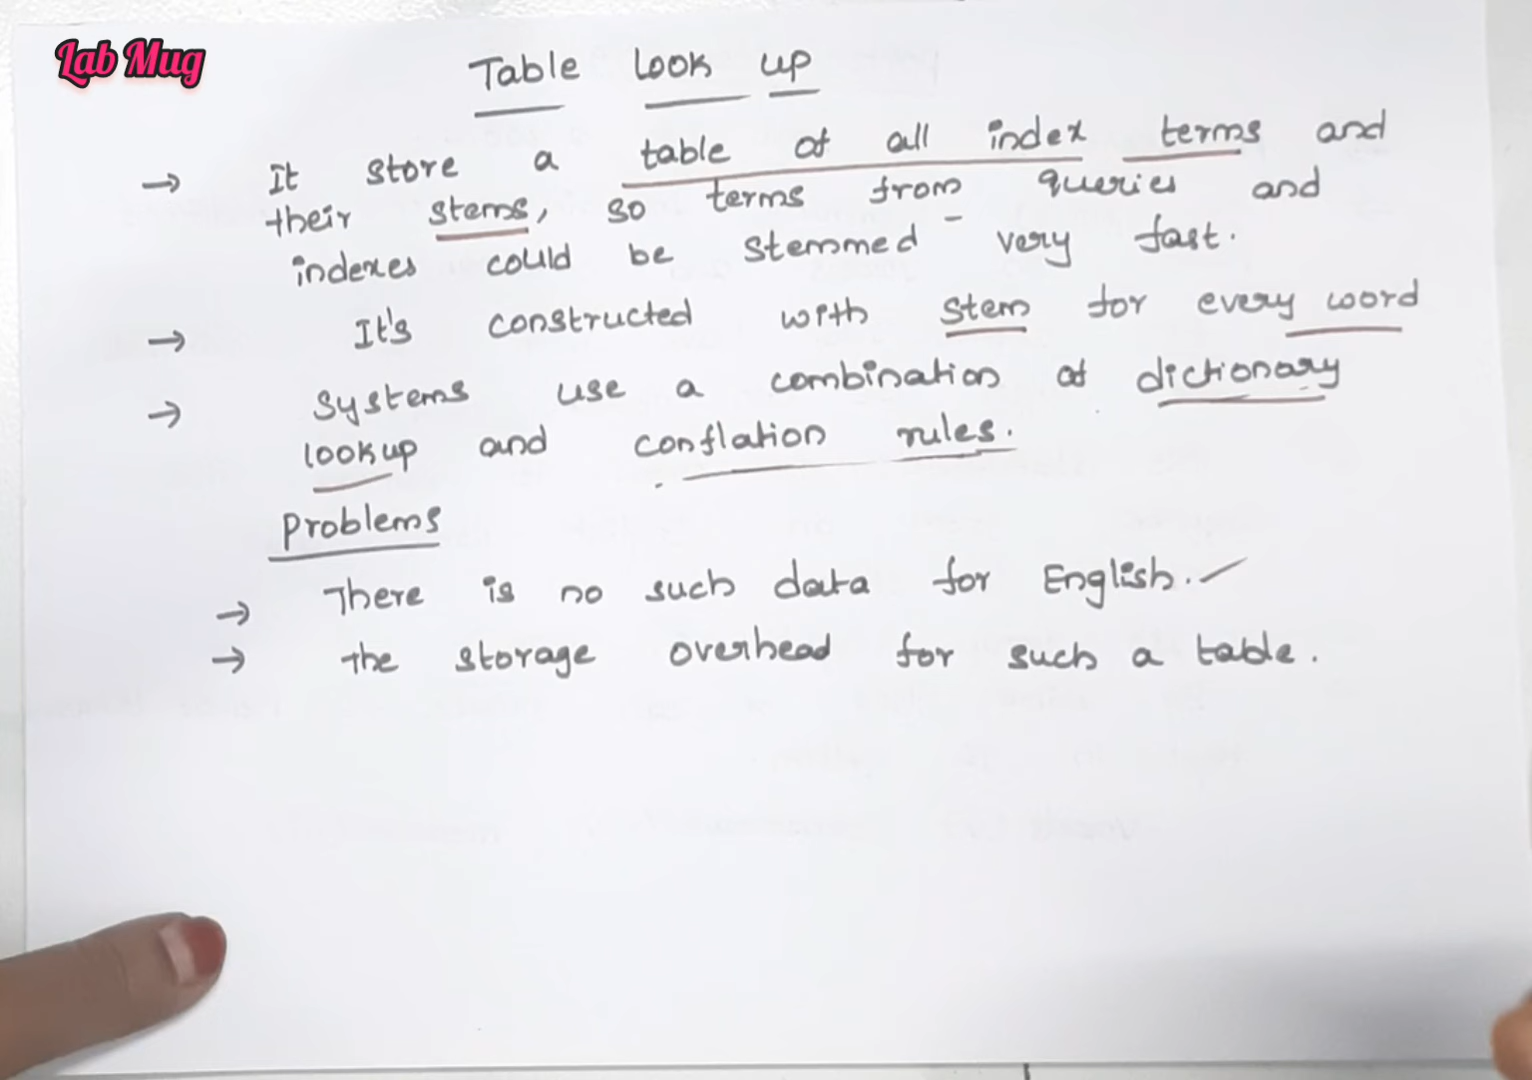 Lab Mug
Table look up
→ It store a table of all index terms and
their stems, so terms from queries and
indexes could be stemmed very fast.
→ It's constructed with stem for every word
→ Systems use a combination of dictionary
lookup and conflation rules.
Problems
→ There is no such data for English.
→ The storage overhead for such a table.